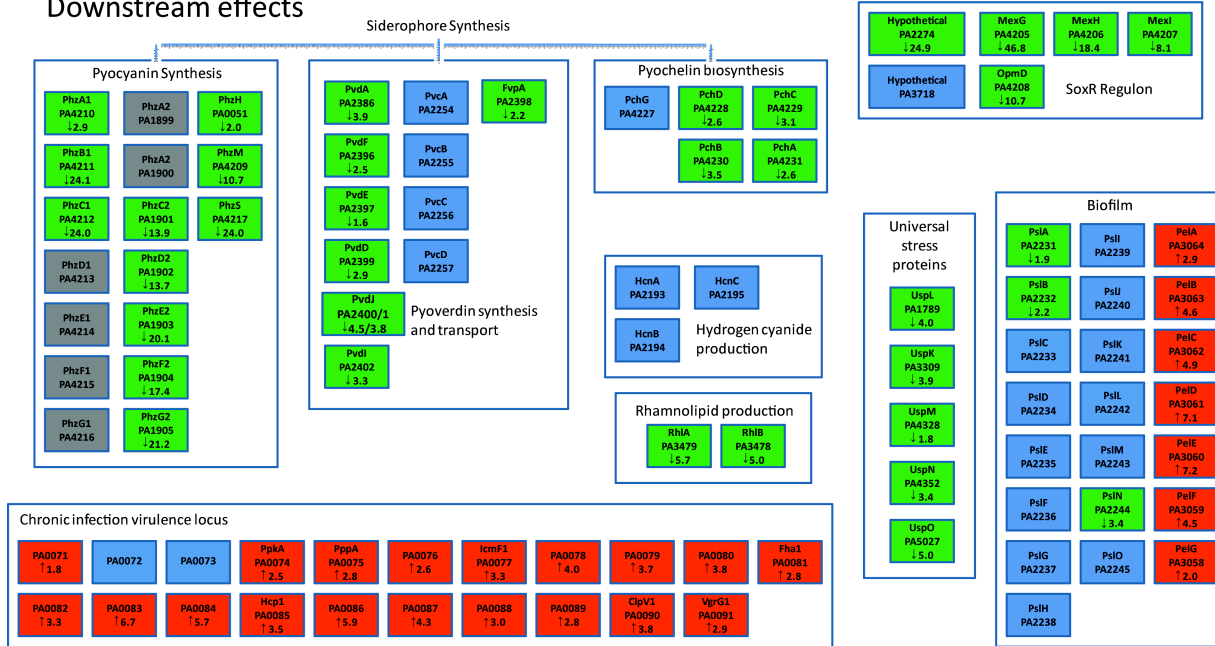 Downstream effects
Siderophore Synthesis
Pyocyanin Synthesis
PhzA1
PA4210
↓2.9
PhzA2
PA1899
PhzH
PA0051
↓2.0
PhzB1
PA4211
↓24.1
PhzA2
PA1900
PhzM
PA4209
↓10.7
PhzC1
PA4212
↓24.0
PhzC2
PA1901
↓13.9
PhzS
PA4217
↓24.0
PhzD1
PA4213
PhzD2
PA1902
↓13.7
PhzE1
PA4214
PhzE2
PA1903
↓20.1
PhzF1
PA4215
PhzF2
PA1904
↓17.4
PhzG1
PA4216
PhzG2
PA1905
↓21.2
PvdA
PA2386
↓3.9
PvcA
PA2254
FvpA
PA2398
↓2.2
PvdF
PA2396
↓2.5
PvcB
PA2255
PvdE
PA2397
↓1.6
PvcC
PA2256
PvdD
PA2399
↓2.9
PvcD
PA2257
PvdJ
PA2400/1
↓4.5/3.8
Pyoverdin synthesis
and transport
PvdI
PA2402
↓3.3
Pyochelin biosynthesis
PchG
PA4227
PchD
PA4228
↓2.6
PchC
PA4229
↓3.1
PchB
PA4230
↓3.5
PchA
PA4231
↓2.6
HcnA
PA2193
HcnC
PA2195
HcnB
PA2194
Hydrogen cyanide
production
Rhamnolipid production
RhlA
PA3479
↓5.7
RhlB
PA3478
↓5.0
Hypothetical
PA2274
↓24.9
MexG
PA4205
↓46.8
MexH
PA4206
↓18.4
MexI
PA4207
↓8.1
Hypothetical
PA3718
OpmD
PA4208
↓10.7
SoxR Regulon
Universal
stress
proteins
UspL
PA1789
↓4.0
UspK
PA3309
↓3.9
UspM
PA4328
↓1.8
UspN
PA4352
↓3.4
UspO
PA5027
↓5.0
Biofilm
PslA
PA2231
↓1.9
PslI
PA2239
PelA
PA3064
↑2.9
PslB
PA2232
↓2.2
PslJ
PA2240
PelB
PA3063
↑4.6
PslC
PA2233
PslK
PA2241
PelC
PA3062
↑4.9
PslD
PA2234
PslL
PA2242
PelD
PA3061
↑7.1
PslE
PA2235
PslM
PA2243
PelE
PA3060
↑7.2
PslF
PA2236
PslN
PA2244
↓3.4
PelF
PA3059
↑4.5
PslG
PA2237
PslO
PA2245
PelG
PA3058
↑2.0
PslH
PA2238
Chronic infection virulence locus
PA0071
↑1.8
PA0072
PA0073
PpkA
PA0074
↑2.5
PppA
PA0075
↑2.8
PA0076
↑2.6
IcmF1
PA0077
↑3.3
PA0078
↑4.0
PA0079
↑3.7
PA0080
↑3.8
Fha1
PA0081
↑2.8
PA0082
↑3.3
PA0083
↑6.7
PA0084
↑5.7
Hcp1
PA0085
↑3.5
PA0086
↑5.9
PA0087
↑4.3
PA0088
↑3.0
PA0089
↑2.8
ClpV1
PA0090
↑3.8
VgrG1
PA0091
↑2.9